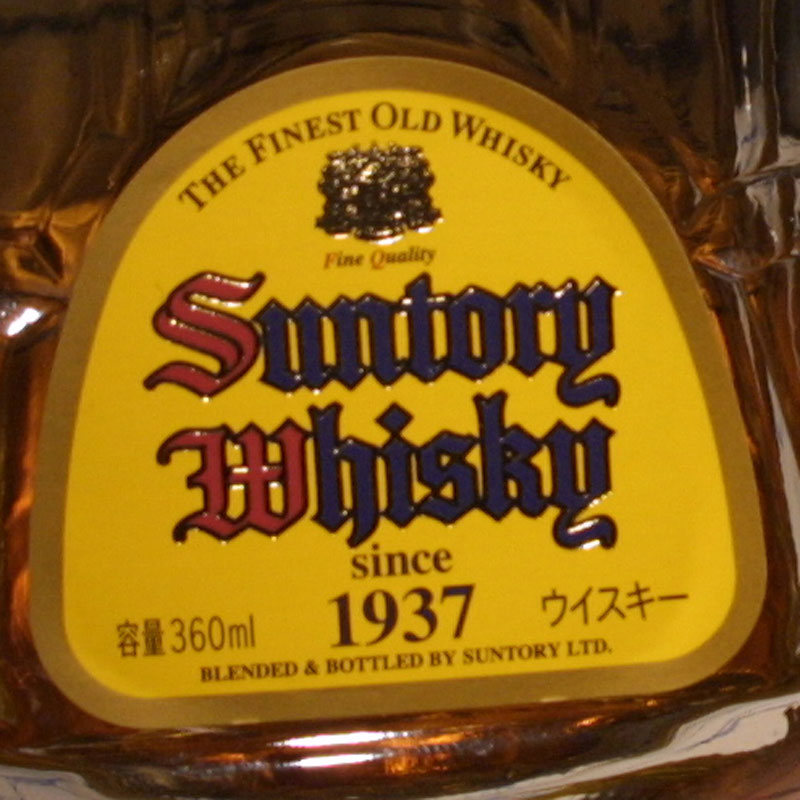 THE FINEST OLD WHISKY
Fine Quality
Suntory
Whisky
since
1937
容量360ml
ウイスキー
BLENDED & BOTTLED BY SUNTORY LTD.